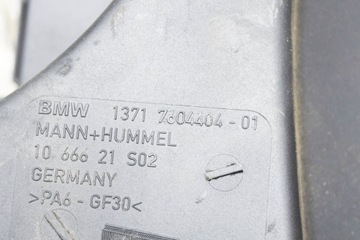 BMW 1371 7604404-01
MANN+HUMMEL
10 666 21 S02
GERMANY
>PA6-GF30<